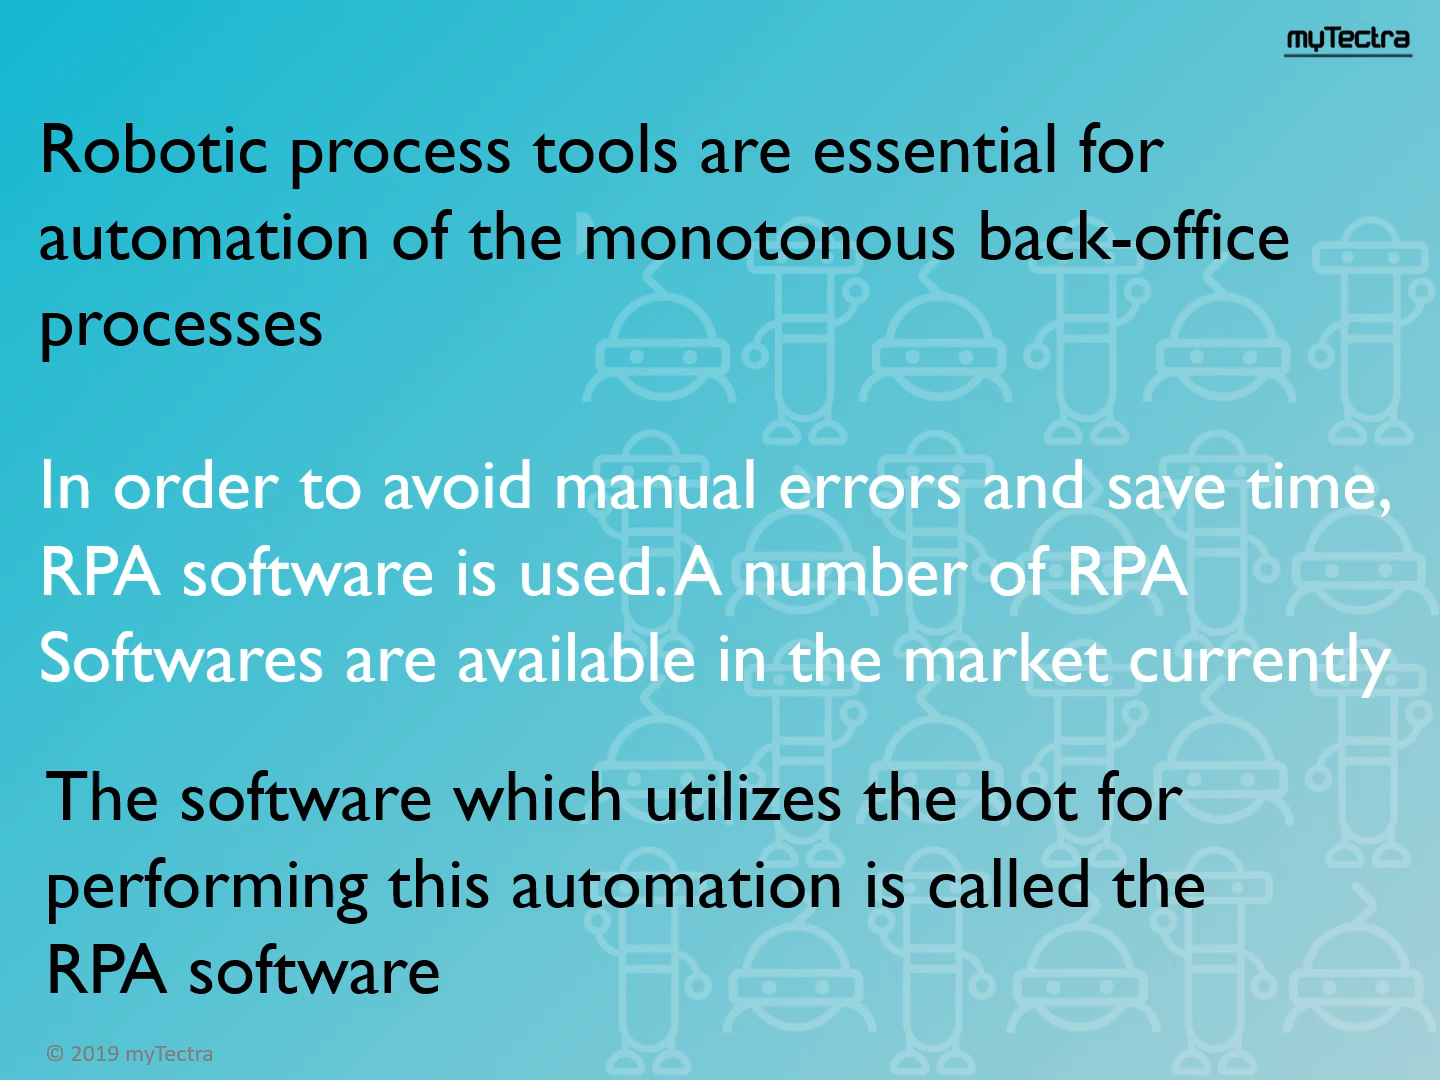 myTectra
Robotic process tools are essential for
automation of the monotonous back-office
processes
In order to avoid manual errors and save time,
RPA software is used. A number of RPA
Softwares are available in the market currently
The software which utilizes the bot for
performing this automation is called the
RPA software
© 2019 myTectra